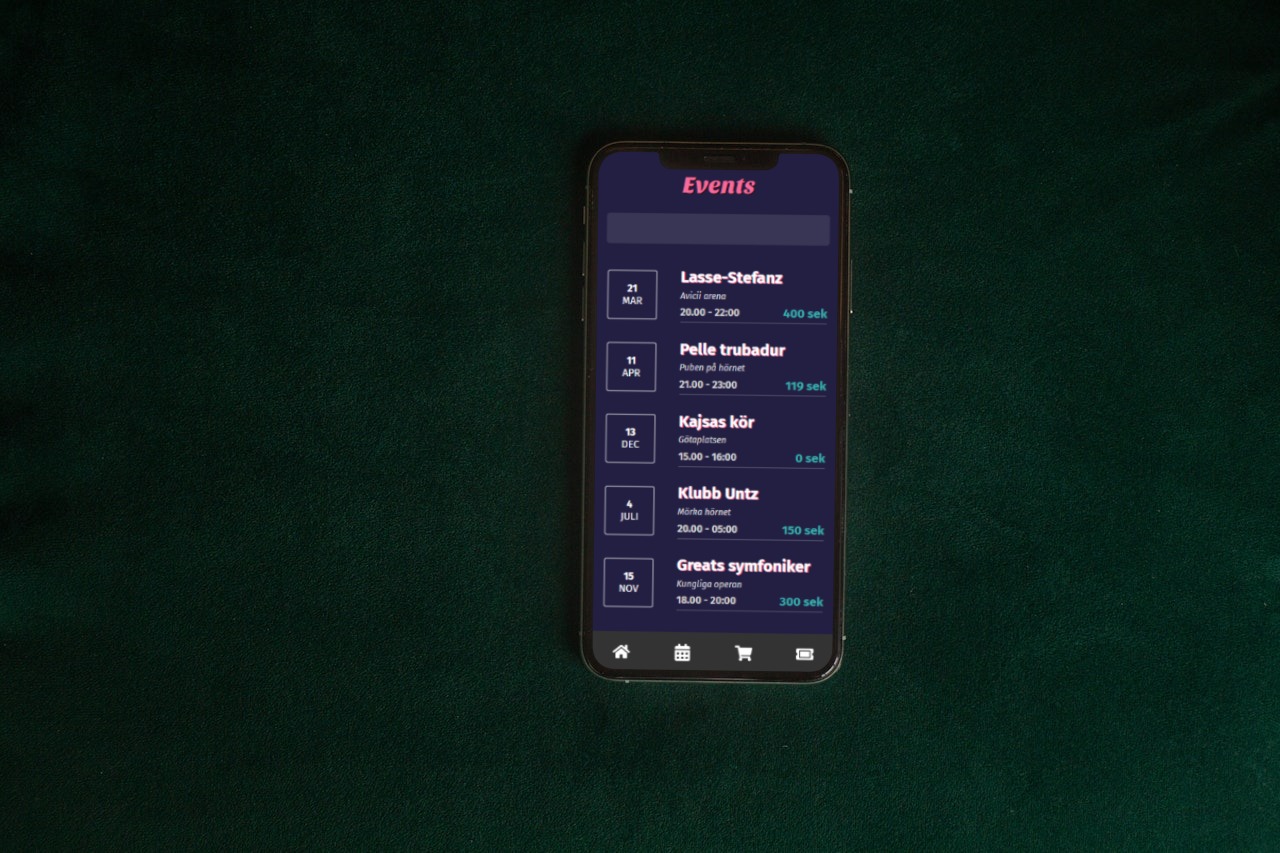 Events
21
MAR
Lasse-Stefanz
Avicii arena
20.00 - 22:00
400 sek
11
APR
Pelle trubadur
Puben på hörnet
21.00 - 23:00
119 sek
13
DEC
Kajsas kör
Götaplatsen
15.00 - 16:00
0 sek
4
JULI
Klubb Untz
Mörka hörnet
20.00 - 05:00
150 sek
15
NOV
Greats symfoniker
Kungliga operan
18.00 - 20:00
300 sek